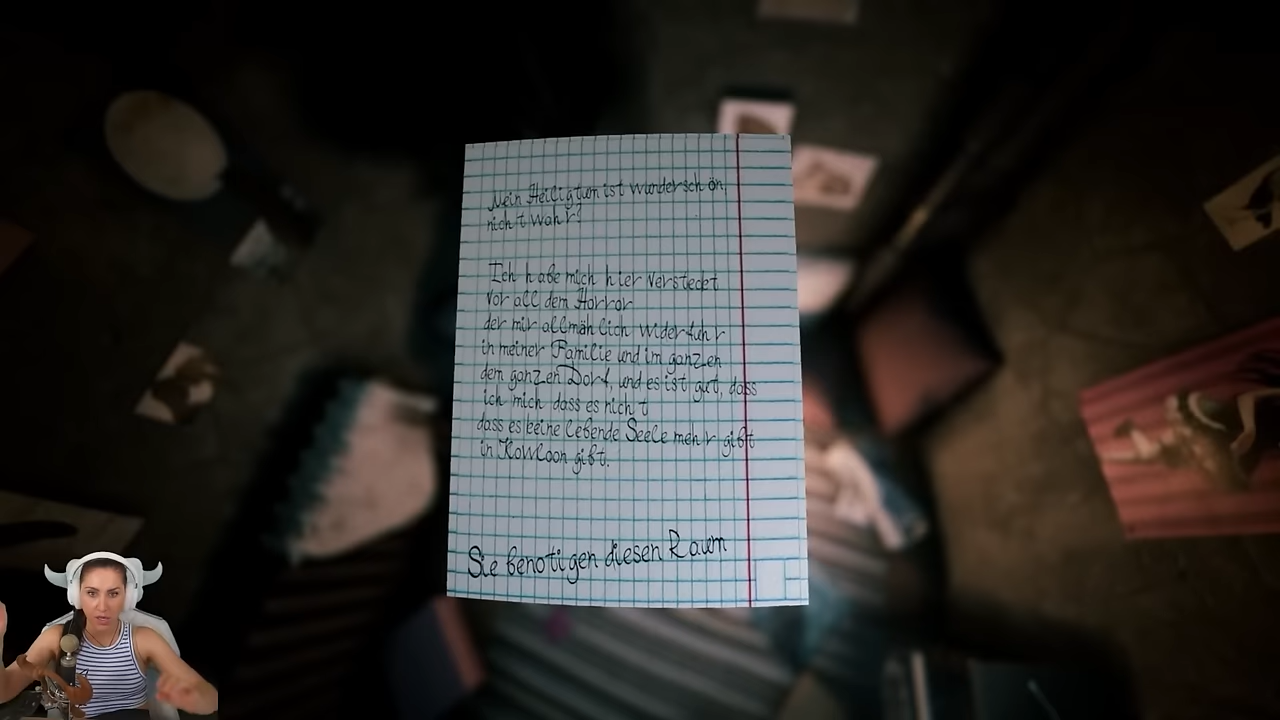 Mein Heiligtum ist wunderschön,
nicht wahr?
Ich habe mich hier versteckt
vor all dem Horror
der mir allmählich widerfuhr
in meiner Familie und im ganzen
dem ganzen Dorf, und es ist gut, dass
ich mich dass es nicht
dass es keine lebende Seele mehr gibt
in Kowloon gibt.
Sie benotigen diesen Raum